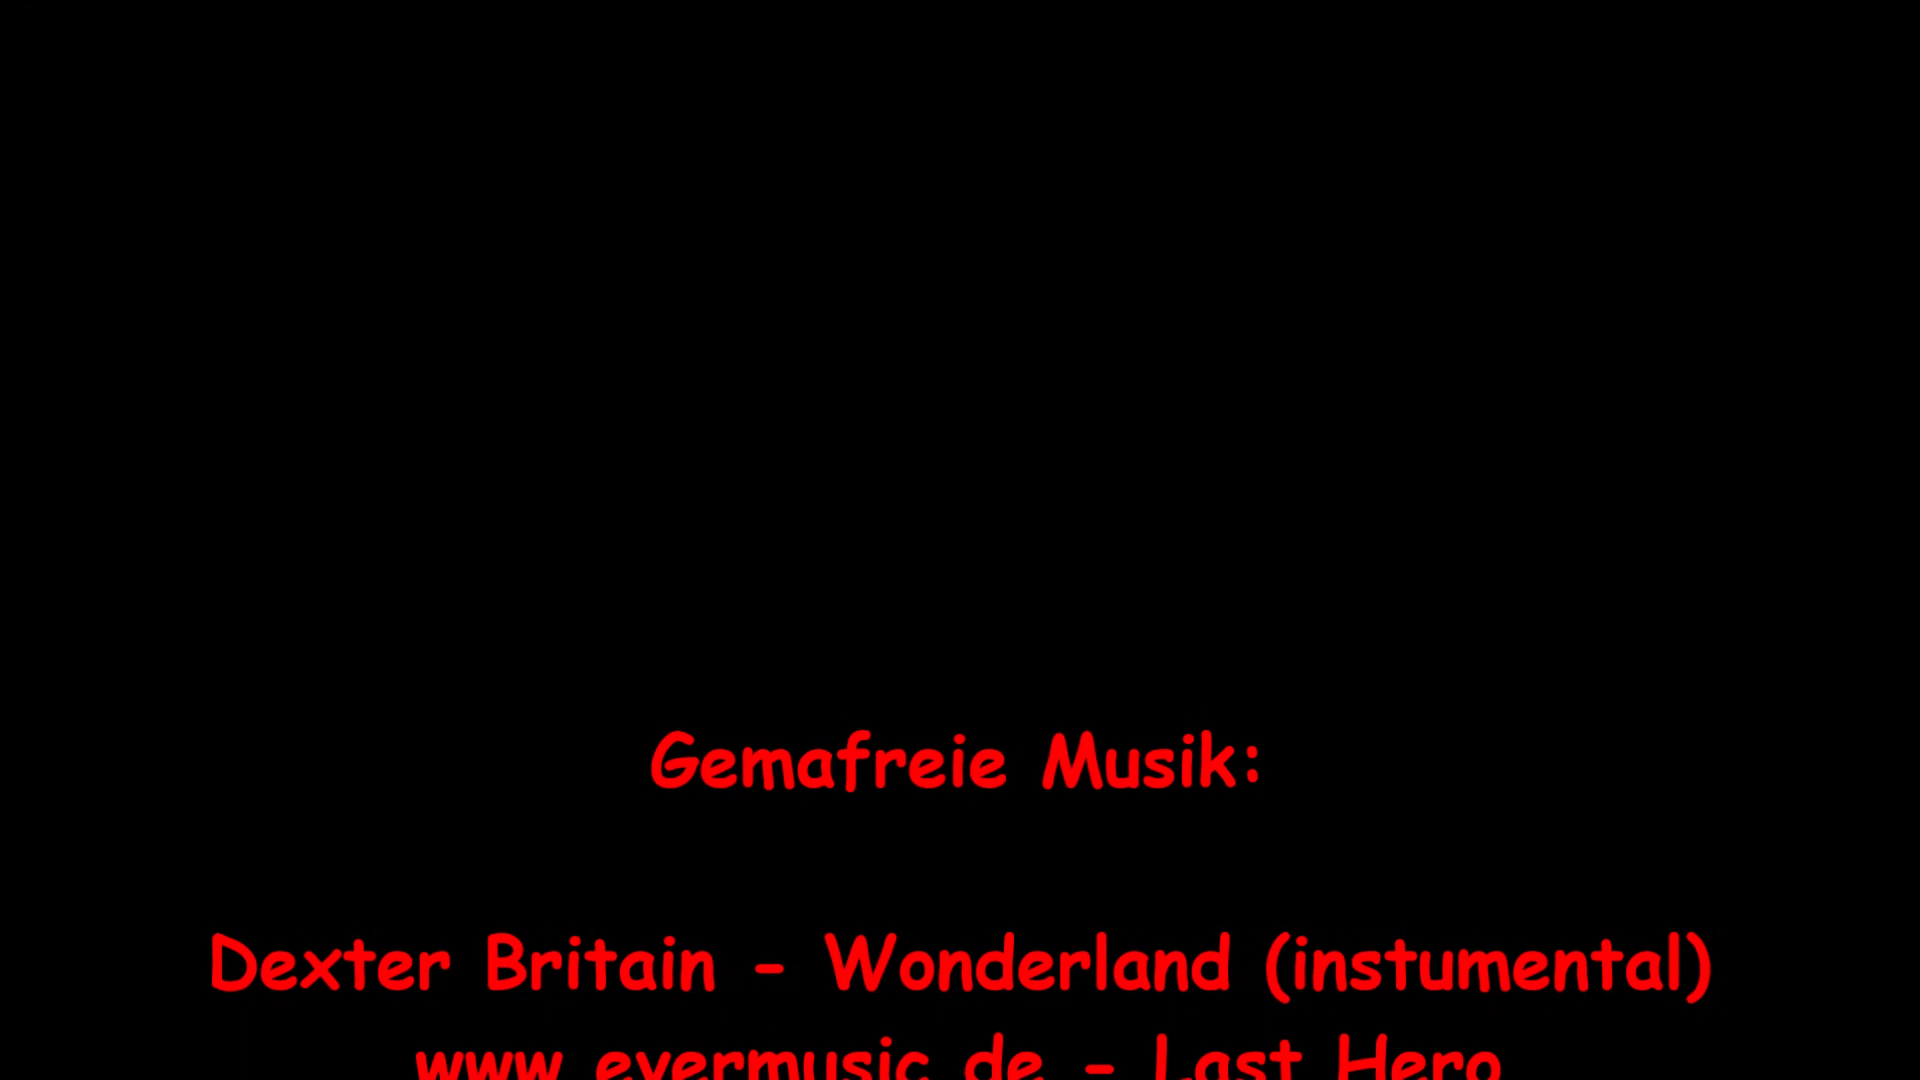 Gemafreie Musik:
Dexter Britain - Wonderland (instumental)
www.evermusic.de - Last Hero